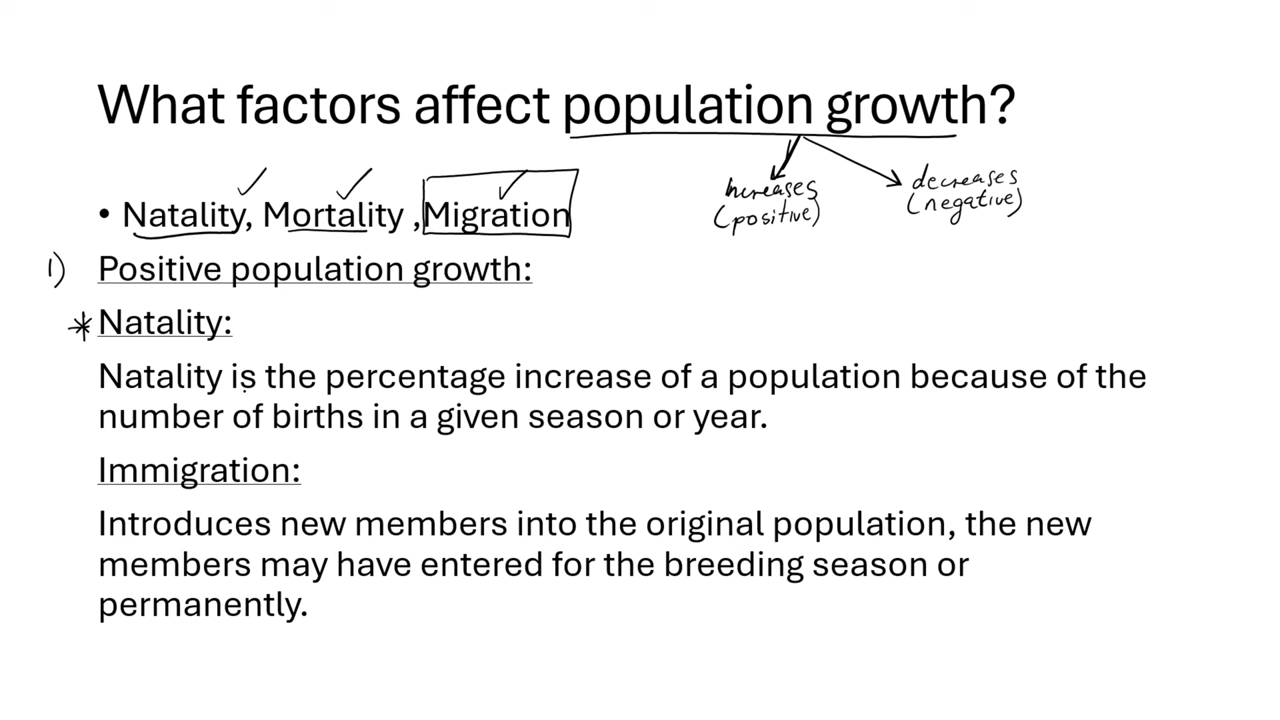 What factors affect population growth?
increases
(positive)
decreases
(negative)
• Natality, Mortality ,Migration
1) Positive population growth:
* Natality:
Natality is the percentage increase of a population because of the
number of births in a given season or year.
Immigration:
Introduces new members into the original population, the new
members may have entered for the breeding season or
permanently.